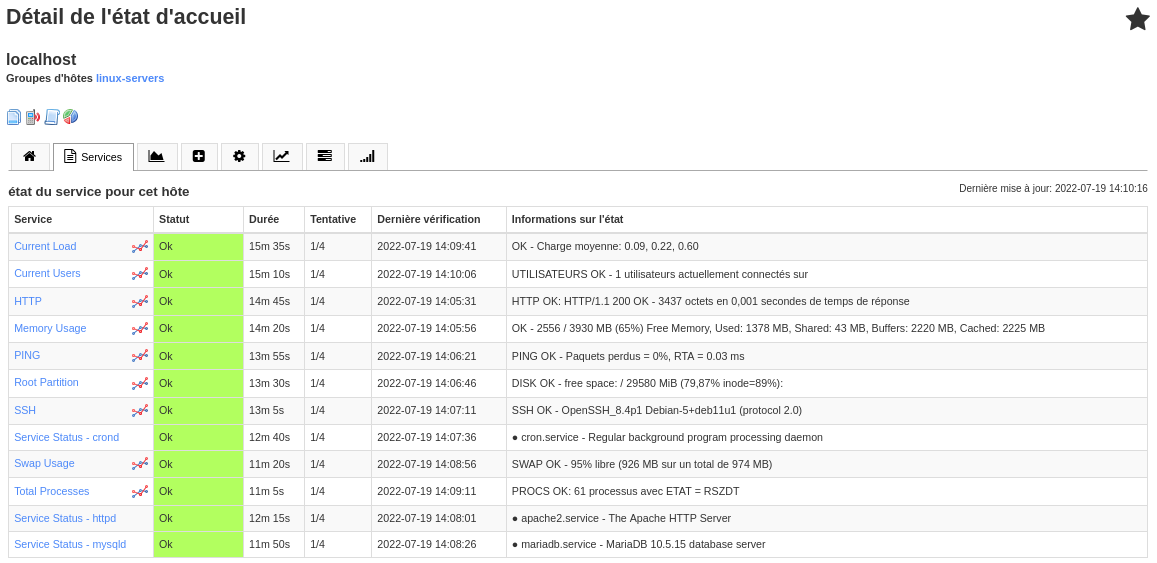 Détail de l'état d'accueil
localhost
Groupes d'hôtes linux-servers
Services
état du service pour cet hôte
Dernière mise à jour: 2022-07-19 14:10:16
Service Statut Durée Tentative Dernière vérification Informations sur l'état
Current Load Ok 15m 35s 1/4 2022-07-19 14:09:41 OK - Charge moyenne: 0.09, 0.22, 0.60
Current Users Ok 15m 10s 1/4 2022-07-19 14:10:06 UTILISATEURS OK - 1 utilisateurs actuellement connectés sur
HTTP Ok 14m 45s 1/4 2022-07-19 14:05:31 HTTP OK: HTTP/1.1 200 OK - 3437 octets en 0,001 secondes de temps de réponse
Memory Usage Ok 14m 20s 1/4 2022-07-19 14:05:56 OK - 2556 / 3930 MB (65%) Free Memory, Used: 1378 MB, Shared: 43 MB, Buffers: 2220 MB, Cached: 2225 MB
PING Ok 13m 55s 1/4 2022-07-19 14:06:21 PING OK - Paquets perdus = 0%, RTA = 0.03 ms
Root Partition Ok 13m 30s 1/4 2022-07-19 14:06:46 DISK OK - free space: / 29580 MiB (79,87% inode=89%):
SSH Ok 13m 5s 1/4 2022-07-19 14:07:11 SSH OK - OpenSSH_8.4p1 Debian-5+deb11u1 (protocol 2.0)
Service Status - crond Ok 12m 40s 1/4 2022-07-19 14:07:36 ● cron.service - Regular background program processing daemon
Swap Usage Ok 11m 20s 1/4 2022-07-19 14:08:56 SWAP OK - 95% libre (926 MB sur un total de 974 MB)
Total Processes Ok 11m 5s 1/4 2022-07-19 14:09:11 PROCS OK: 61 processus avec ETAT = RSZDT
Service Status - httpd Ok 12m 15s 1/4 2022-07-19 14:08:01 ● apache2.service - The Apache HTTP Server
Service Status - mysqld Ok 11m 50s 1/4 2022-07-19 14:08:26 ● mariadb.service - MariaDB 10.5.15 database server